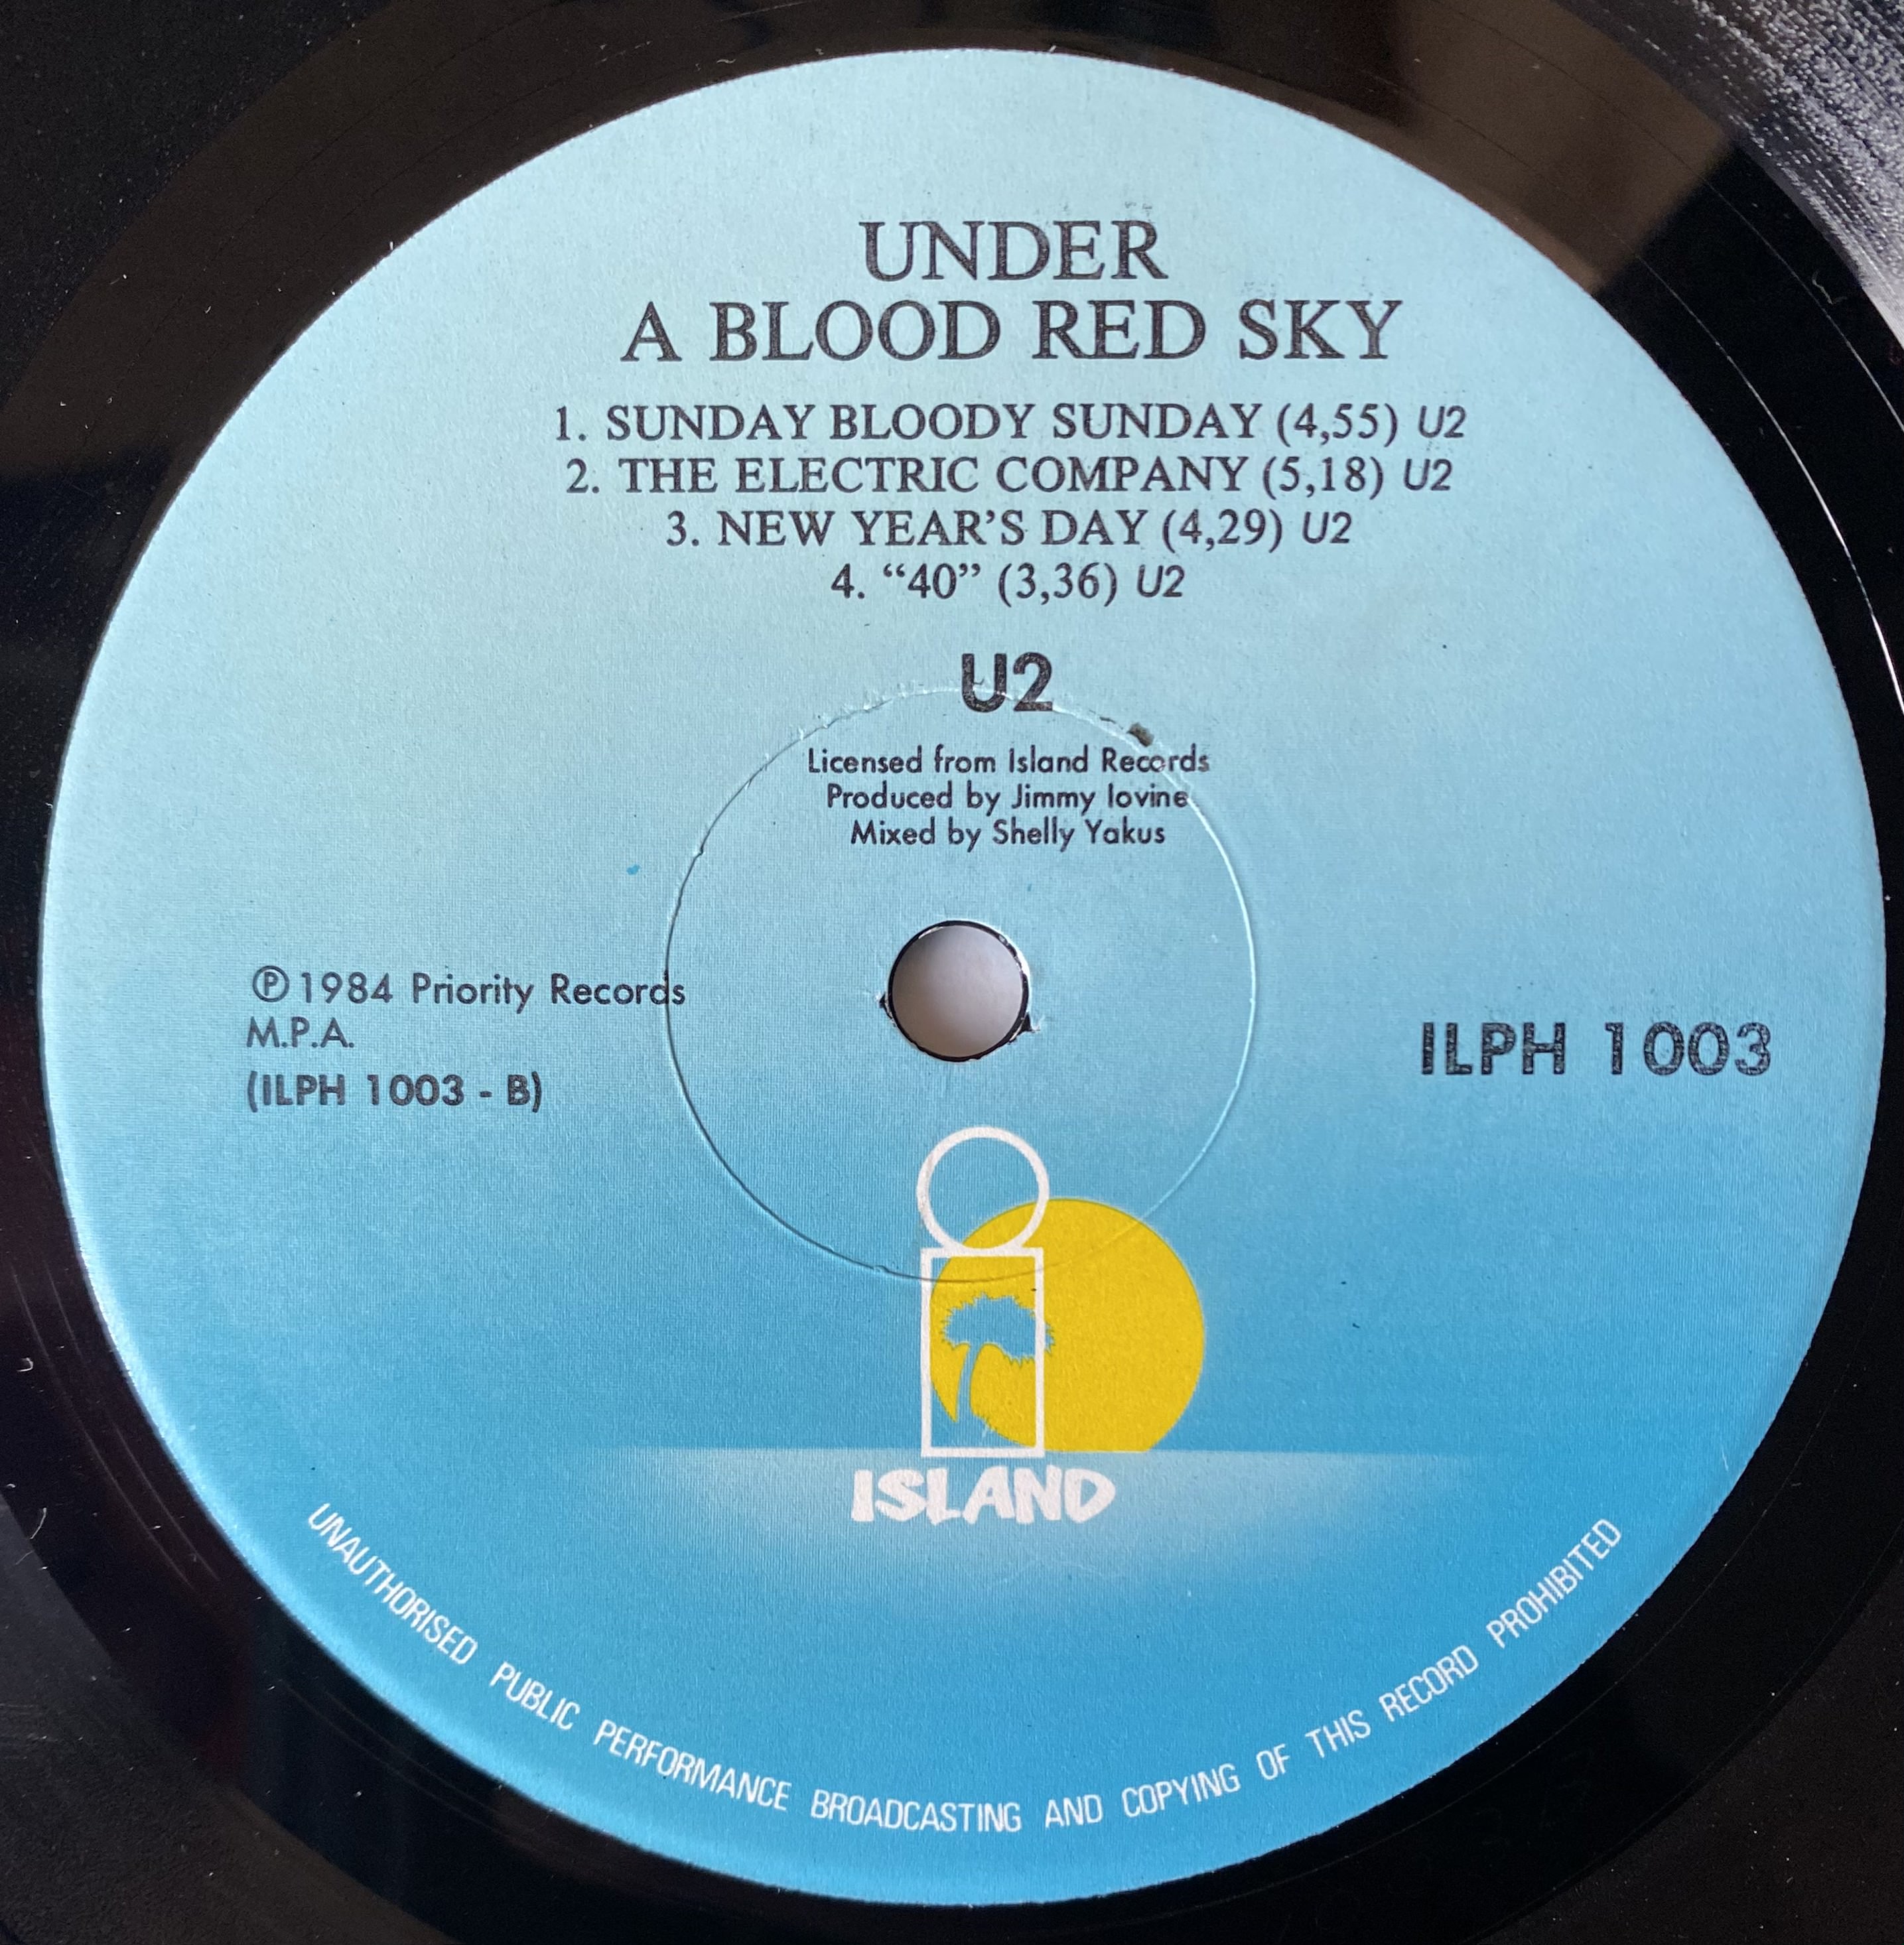 UNDER
A BLOOD RED SKY
1. SUNDAY BLOODY SUNDAY (4,55) U2
2. THE ELECTRIC COMPANY (5,18) U2
3. NEW YEAR’S DAY (4,29) U2
4. “40” (3,36) U2
U2
Licensed from Island Records
Produced by Jimmy Iovine
Mixed by Shelly Yakus
℗ 1984 Priority Records
M.P.A.
(ILPH 1003 - B)
ILPH 1003
ISLAND
UNAUTHORISED PUBLIC PERFORMANCE BROADCASTING AND COPYING OF THIS RECORD PROHIBITED